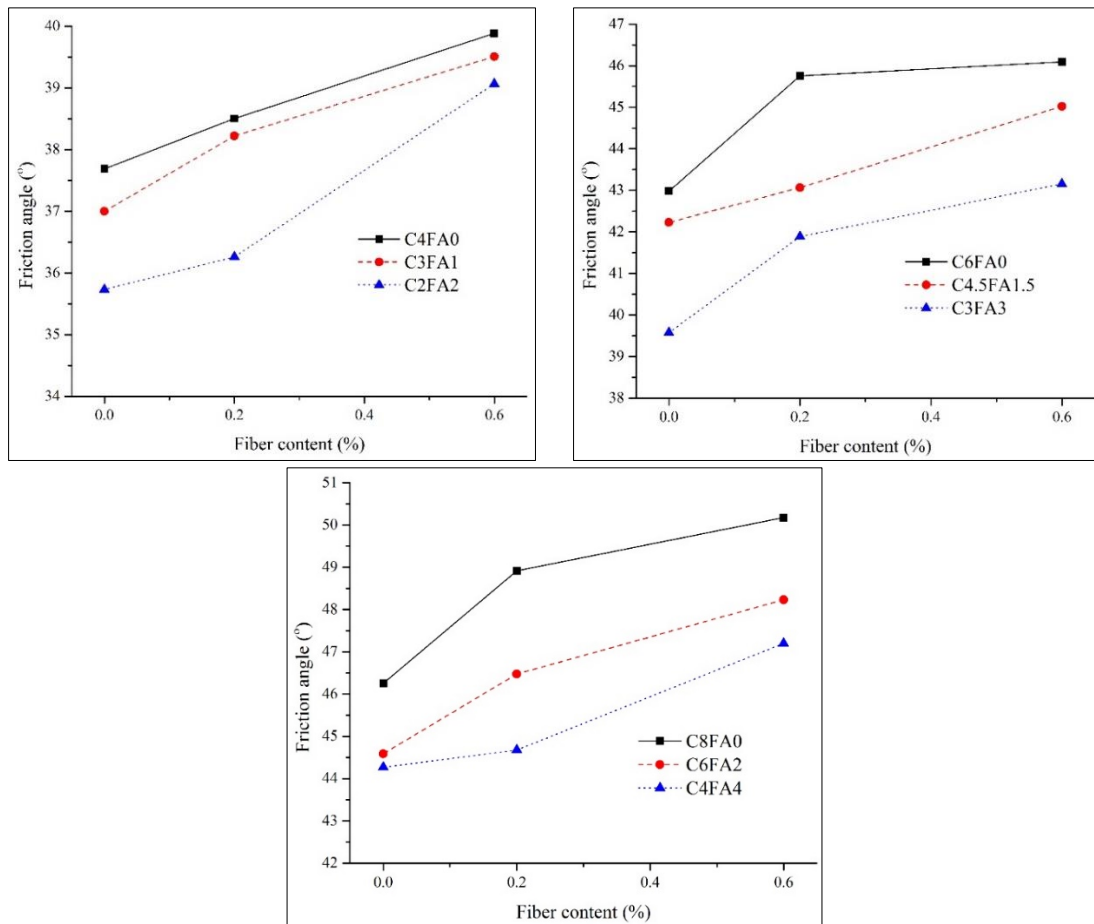 40
39
38
37
36
35
34
Friction angle (°)
C4FA0
C3FA1
C2FA2
0.0
0.2
0.4
0.6
Fiber content (%)
47
46
45
44
43
42
41
40
39
38
Friction angle (°)
C6FA0
C4.5FA1.5
C3FA3
0.0
0.2
0.4
0.6
Fiber content (%)
51
50
49
48
47
46
45
44
43
42
Friction angle (°)
C8FA0
C6FA2
C4FA4
0.0
0.2
0.4
0.6
Fiber content (%)